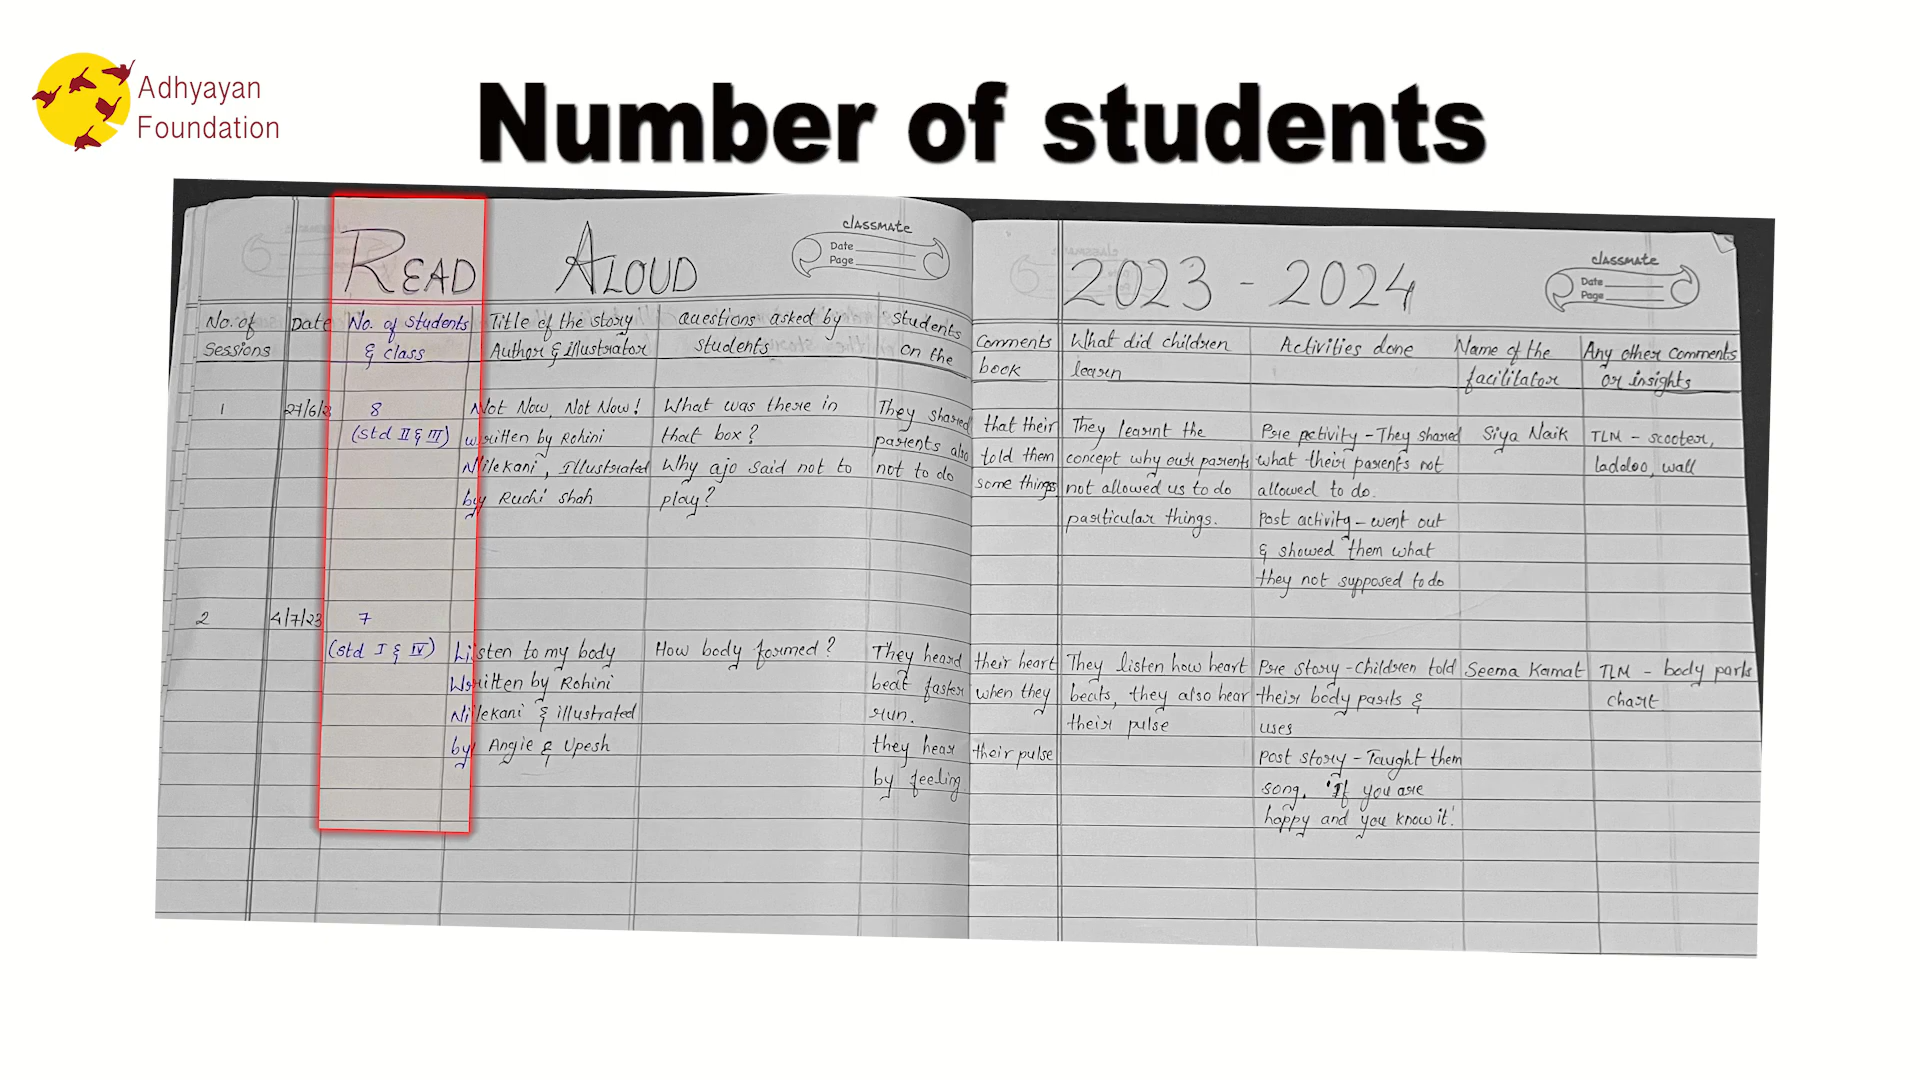 Adhyayan
Foundation
Number of students
READ ALOUD
classmate
Date
Page
2023 - 2024
classmate
Date
Page
No. of
Sessions
Date
No. of Students
& class
Title of the story
Author & illustrator
Questions asked by
students
Students
on the
Comments
book
What did children
learn
Activities done
Name of the
facilitator
Any other comments
or insights
1
27/6/23
8
(Std II & III)
Not Now, Not Now!
written by Rohini
Nilekani, Illustrated
by Ruchi Shah
What was there in
that box?
Why ajo said not to
play?
They shared that their
parents also told them
not to do some things
They learnt the
concept why our parents
not allowed us to do
particular things.
Pre activity - They shared
what their parents not
allowed to do.
Post activity - went out
& showed them what
they not supposed to do
Siya Naik
TLM - scooter,
laddoo, wall
2
4/7/23
7
(Std I & IV)
Listen to my body
Written by Rohini
Nilekani & illustrated
by Angie & Upesh
How body formed?
They heard their heart
beat faster when they
run.
they hear their pulse
by feeling
They listen how heart
beats, they also hear
their pulse
Pre story - Children told
their body parts &
uses
Post story - Taught them
song, 'If you are
happy and you know it.'
Seema Kamat
TLM - body parts
chart